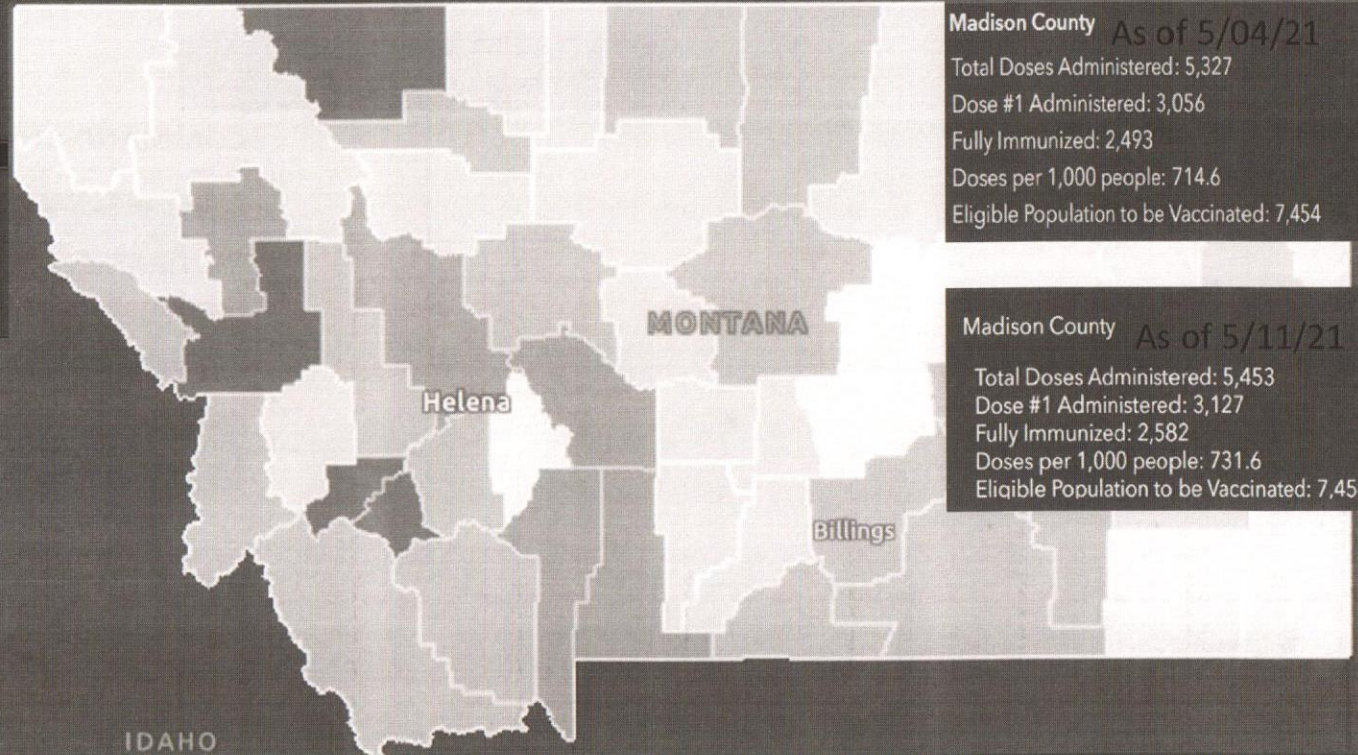 Madison County As of 5/04/21
Total Doses Administered: 5,327
Dose #1 Administered: 3,056
Fully Immunized: 2,493
Doses per 1,000 people: 714.6
Eligible Population to be Vaccinated: 7,454
MONTANA
Madison County As of 5/11/21
Total Doses Administered: 5,453
Dose #1 Administered: 3,127
Fully Immunized: 2,582
Doses per 1,000 people: 731.6
Eligible Population to be Vaccinated: 7,45
Helena
Billings
IDAHO